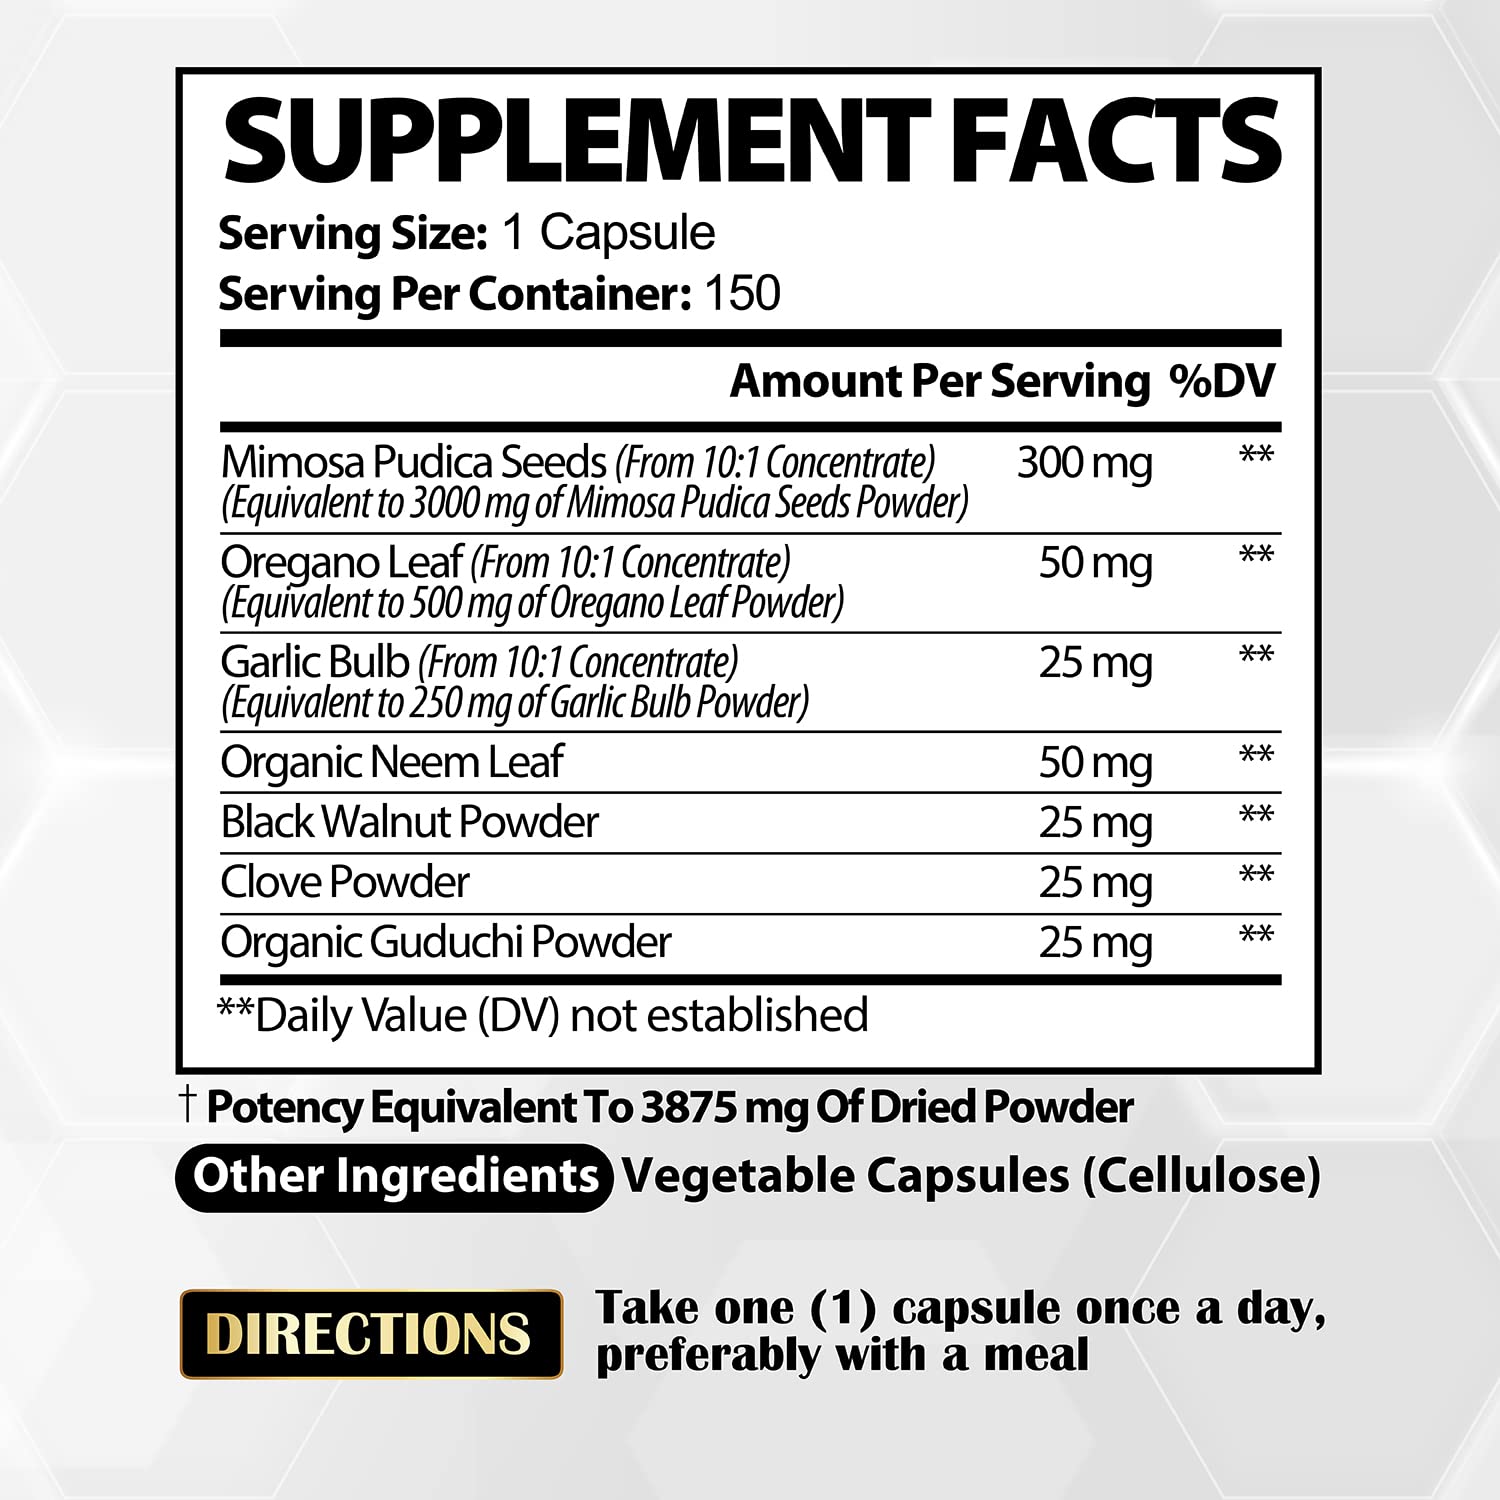 SUPPLEMENT FACTS
Serving Size: 1 Capsule
Serving Per Container: 150
Amount Per Serving %DV
Mimosa Pudica Seeds (From 10:1 Concentrate) 300 mg **
(Equivalent to 3000 mg of Mimosa Pudica Seeds Powder)
Oregano Leaf (From 10:1 Concentrate) 50 mg **
(Equivalent to 500 mg of Oregano Leaf Powder)
Garlic Bulb (From 10:1 Concentrate) 25 mg **
(Equivalent to 250 mg of Garlic Bulb Powder)
Organic Neem Leaf 50 mg **
Black Walnut Powder 25 mg **
Clove Powder 25 mg **
Organic Guduchi Powder 25 mg **
**Daily Value (DV) not established
† Potency Equivalent To 3875 mg Of Dried Powder
Other Ingredients Vegetable Capsules (Cellulose)
DIRECTIONS Take one (1) capsule once a day,
preferably with a meal